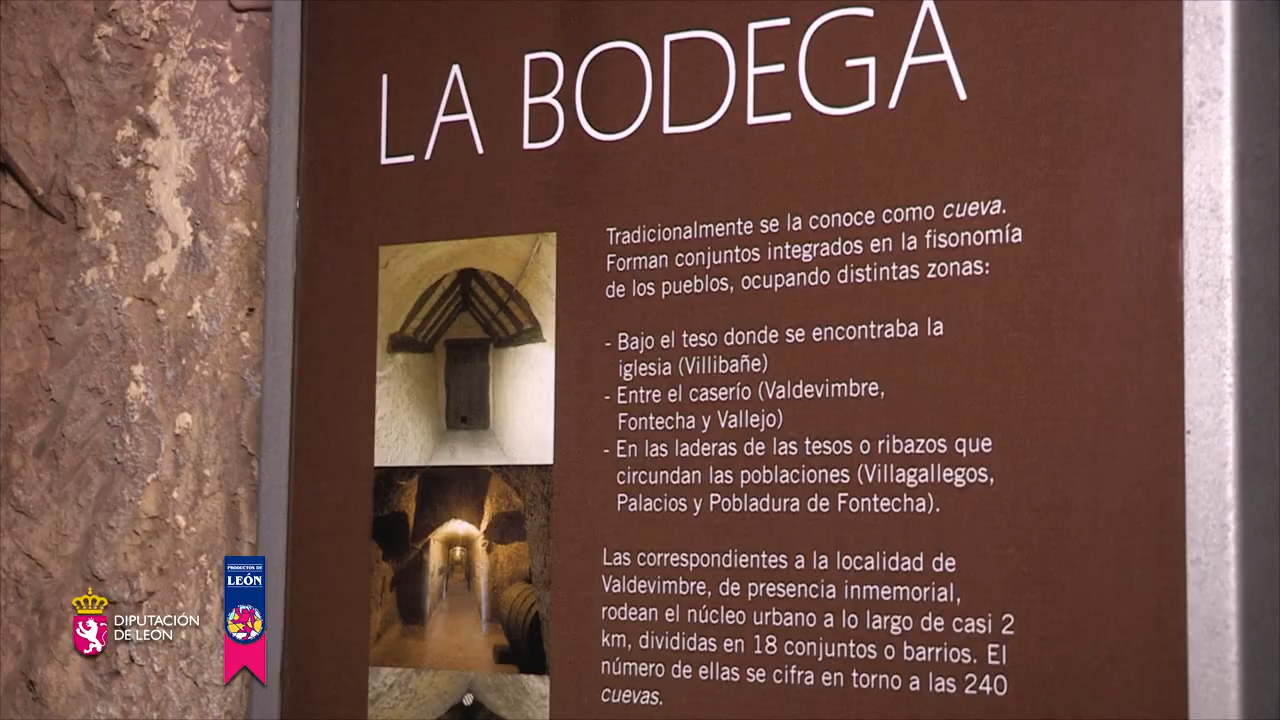 LA BODEGA
Tradicionalmente se la conoce como cueva.
Forman conjuntos integrados en la fisonomía
de los pueblos, ocupando distintas zonas:
- Bajo el teso donde se encontraba la
iglesia (Villibañe)
- Entre el caserío (Valdevimbre,
Fontecha y Vallejo)
- En las laderas de las tesos o ribazos que
circundan las poblaciones (Villagallegos,
Palacios y Pobladura de Fontecha).
Las correspondientes a la localidad de
Valdevimbre, de presencia inmemorial,
rodean el núcleo urbano a lo largo de casi 2
km, divididas en 18 conjuntos o barrios. El
número de ellas se cifra en torno a las 240
cuevas.
DIPUTACIÓN
DE LEÓN
PRODUCTOS DE
LEÓN